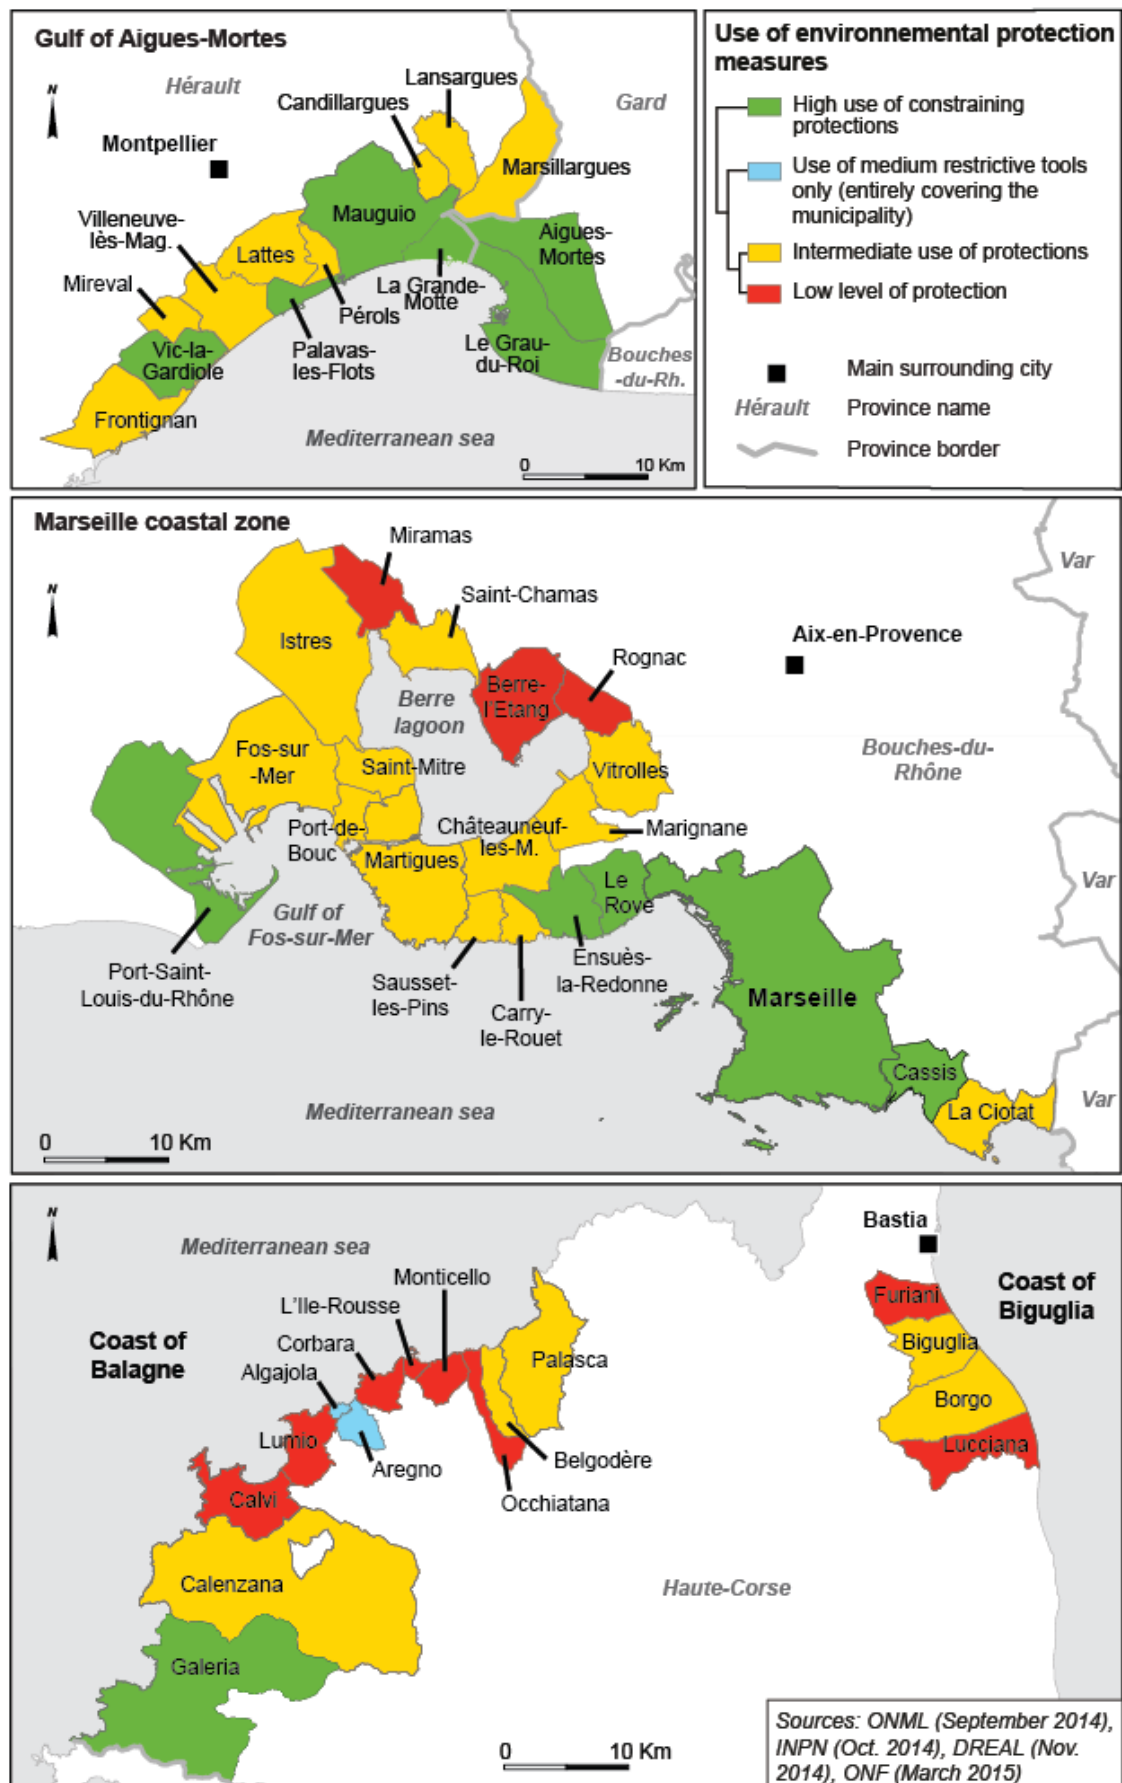 Gulf of Aigues-Mortes
N
Hérault
Gard
Lansargues
Candillargues
Montpellier
Marsillargues
Villeneuve-
lès-Mag.
Mauguio
Aigues-
Mortes
Lattes
Mireval
La Grande-
Motte
Pérols
Vic-la-
Gardiole
Palavas-
les-Flots
Le Grau-
du-Roi
Bouches
-du-Rh.
Frontignan
Mediterranean sea
0 10 Km
Use of environnemental protection
measures
High use of constraining
protections
Use of medium restrictive tools
only (entirely covering the
municipality)
Intermediate use of protections
Low level of protection
Main surrounding city
Hérault Province name
Province border
Marseille coastal zone
N
Miramas
Var
Saint-Chamas
Istres
Aix-en-Provence
Rognac
Berre-
l'Etang
Berre
lagoon
Fos-sur
-Mer
Saint-Mitre
Vitrolles
Bouches-du-
Rhône
Port-de-
Bouc
Châteauneuf-
les-M.
Marignane
Martigues
Le
Rove
Var
Gulf of
Fos-sur-Mer
Port-Saint-
Louis-du-Rhône
Sausset-
les-Pins
Carry-
le-Rouet
Ensuès-
la-Redonne
Marseille
Cassis
La Ciotat
Var
Mediterranean sea
0 10 Km
N
Mediterranean sea
Bastia
Monticello
Coast of
Biguglia
Furiani
L'Ile-Rousse
Coast of
Balagne
Corbara
Algajola
Palasca
Biguglia
Borgo
Lumio
Lucciana
Aregno
Belgodère
Calvi
Occhiatana
Calenzana
Haute-Corse
Galeria
0 10 Km
Sources: ONML (September 2014),
INPN (Oct. 2014), DREAL (Nov.
2014), ONF (March 2015)